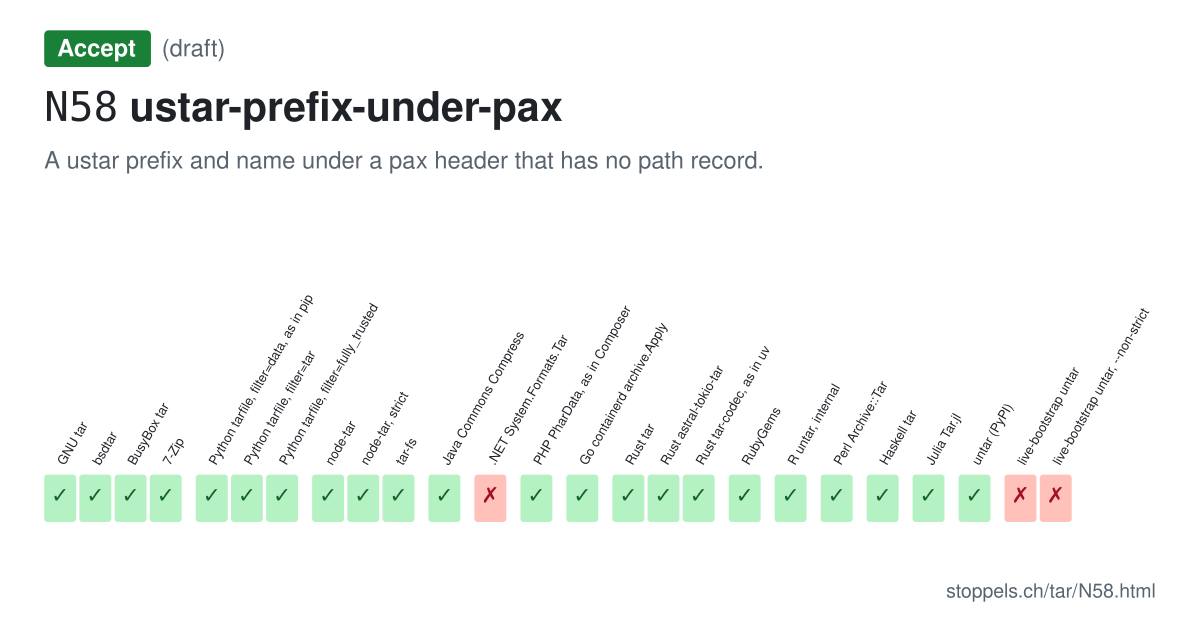 Accept (draft)
N58 ustar-prefix-under-pax
A ustar prefix and name under a pax header that has no path record.
GNU tar
bsdtar
BusyBox tar
7-Zip
Python tarfile, filter=data, as in pip
Python tarfile, filter=tar
Python tarfile, filter=fully_trusted
node-tar
node-tar, strict
tar-fs
Java Commons Compress
.NET System.Formats.Tar
PHP PharData, as in Composer
Go containerd archive.Apply
Rust tar
Rust astral-tokio-tar
Rust tar-codec, as in uv
RubyGems
R untar, internal
Perl Archive::Tar
Haskell tar
Julia Tar.jl
untar (PyPI)
live-bootstrap untar
live-bootstrap untar, --non-strict
✓ ✓ ✓ ✓ ✓ ✓ ✓ ✓ ✓ ✓ ✓ ✗ ✓ ✓ ✓ ✓ ✓ ✓ ✓ ✓ ✓ ✓ ✓ ✗ ✗
stoppels.ch/tar/N58.html